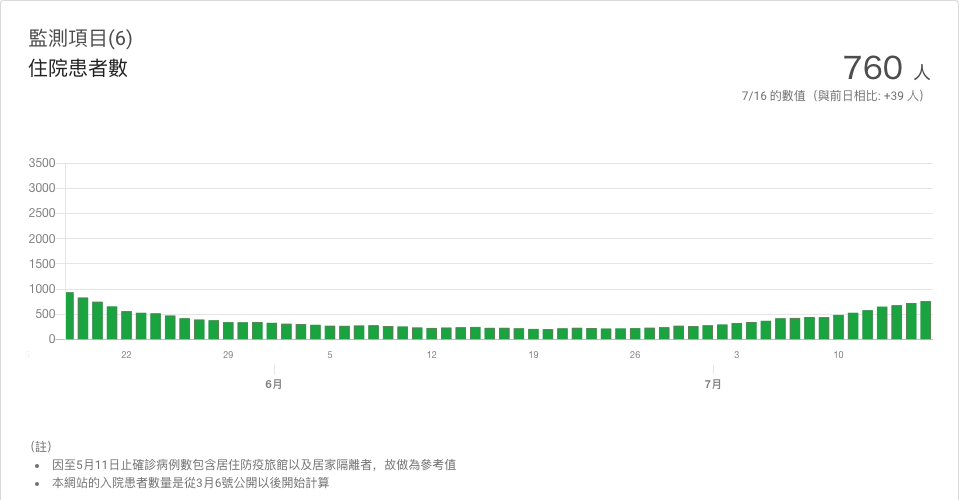 監測項目(6)
住院患者數
760 人
7/16 的數值（與前日相比: +39 人）
3500
3000
2500
2000
1500
1000
500
0
22 29 5 12 19 26 3 10
6月 7月
（註）
• 因至5月11日止確診病例數包含居住防疫旅館以及居家隔離者，故做為參考值
• 本網站的入院患者數量是從3月6號公開以後開始計算